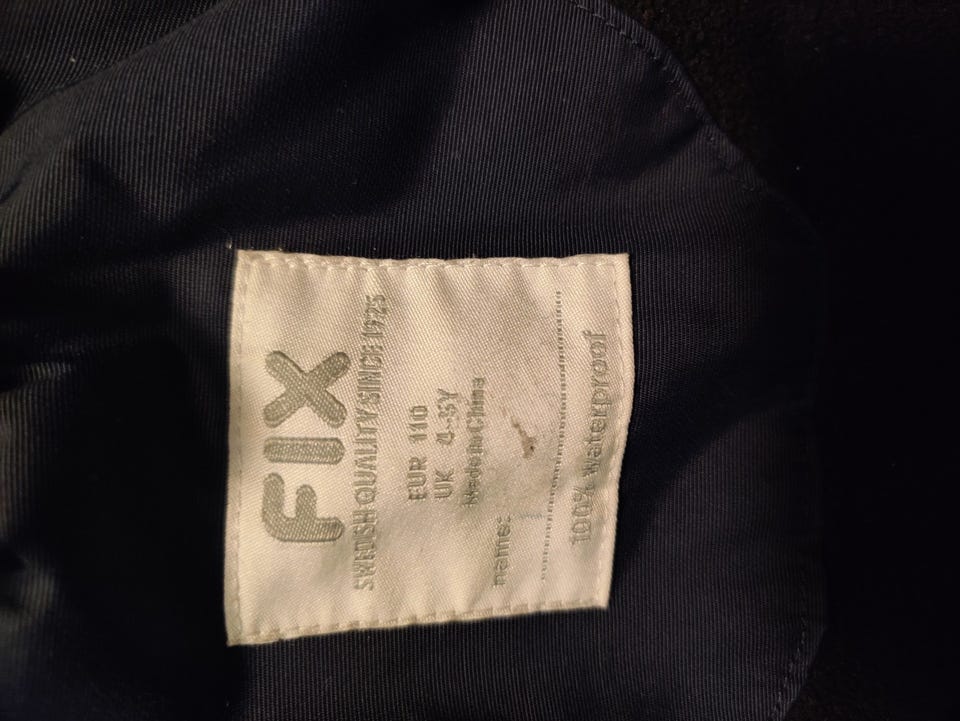 FIX
SWEDISH QUALITY SINCE 1925
EUR 110
UK 4-5Y
Made in China
name:
100% waterproof